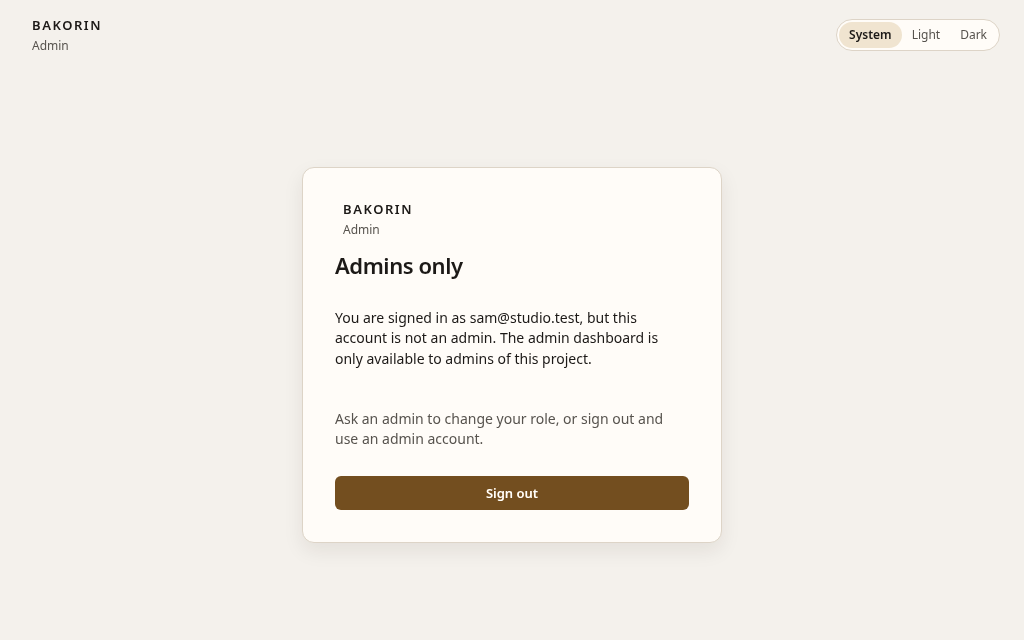 BAKORIN
Admin
System Light Dark
BAKORIN
Admin
Admins only
You are signed in as sam@studio.test, but this
account is not an admin. The admin dashboard is
only available to admins of this project.
Ask an admin to change your role, or sign out and
use an admin account.
Sign out